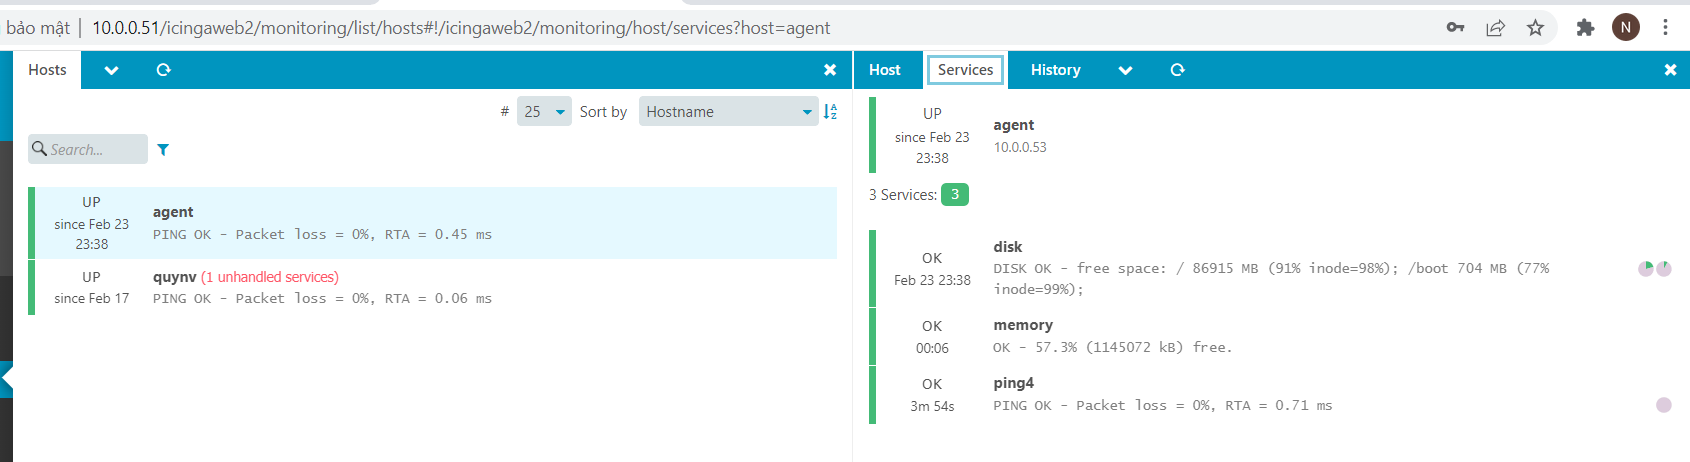 bảo mật | 10.0.0.51/icingaweb2/monitoring/list/hosts#!/icingaweb2/monitoring/host/services?host=agent
N
Hosts
# 25 Sort by Hostname
Search...
UP
since Feb 23
23:38
agent
PING OK - Packet loss = 0%, RTA = 0.45 ms
UP
since Feb 17
quynv (1 unhandled services)
PING OK - Packet loss = 0%, RTA = 0.06 ms
Host Services History
UP
since Feb 23
23:38
agent
10.0.0.53
3 Services: 3
OK
Feb 23 23:38
disk
DISK OK - free space: / 86915 MB (91% inode=98%); /boot 704 MB (77%
inode=99%);
OK
00:06
memory
OK - 57.3% (1145072 kB) free.
OK
3m 54s
ping4
PING OK - Packet loss = 0%, RTA = 0.71 ms